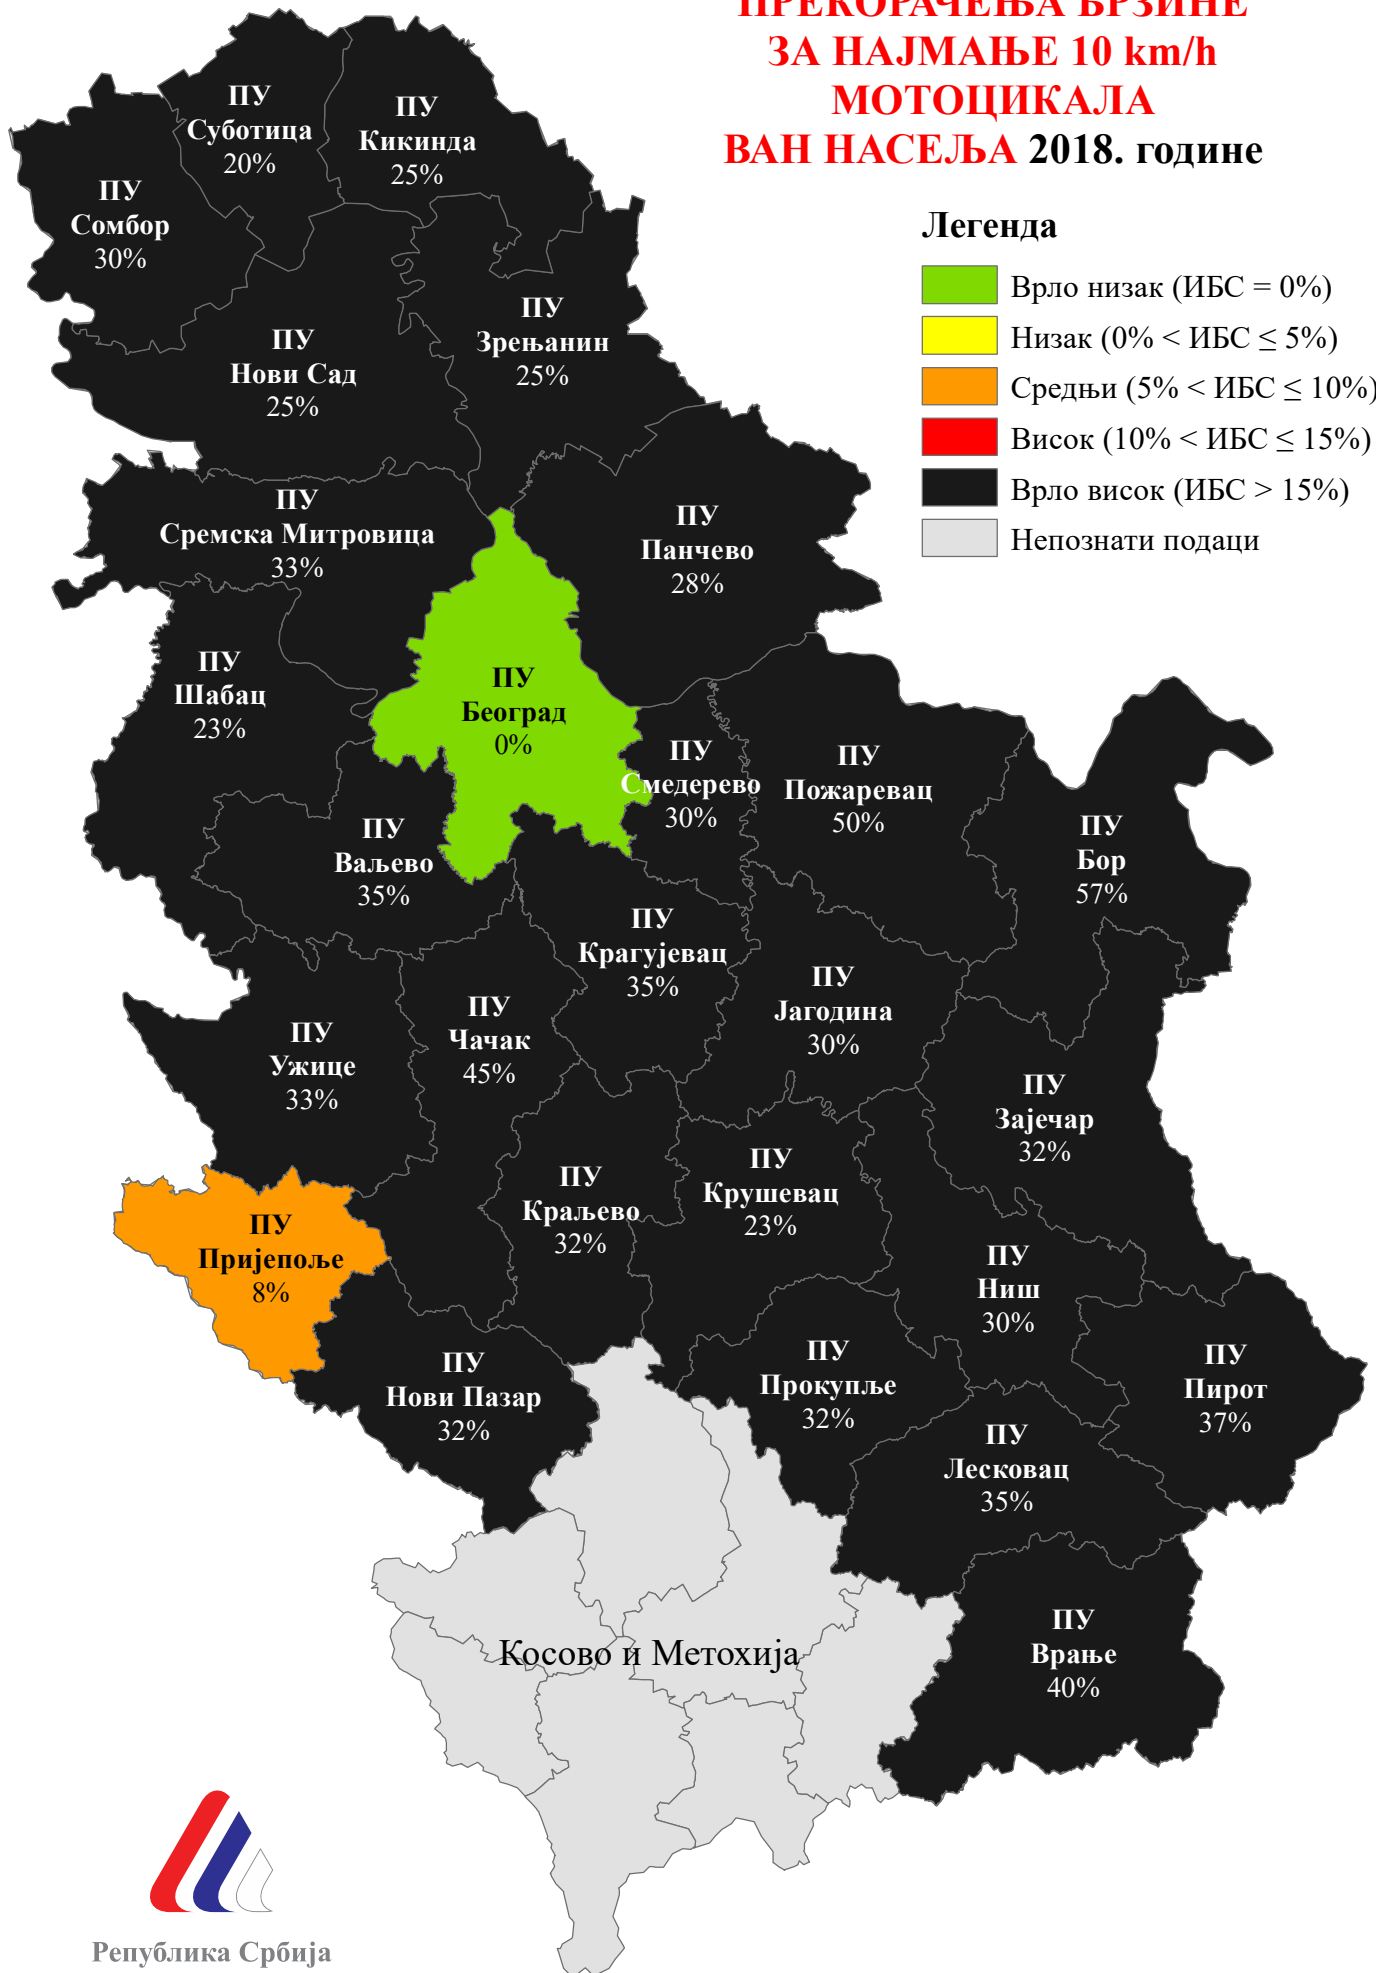 ПРЕКОРАЧЕЊА БРЗИНЕ
ЗА НАЈМАЊЕ 10 km/h
МОТОЦИКАЛА
ВАН НАСЕЉА 2018. године
Легенда
Врло низак (ИБС = 0%)
Низак (0% < ИБС ≤ 5%)
Средњи (5% < ИБС ≤ 10%)
Висок (10% < ИБС ≤ 15%)
Врло висок (ИБС > 15%)
Непознати подаци
ПУ
Суботица
20%
ПУ
Кикинда
25%
ПУ
Сомбор
30%
ПУ
Нови Сад
25%
ПУ
Зрењанин
25%
ПУ
Сремска Митровица
33%
ПУ
Панчево
28%
ПУ
Шабац
23%
ПУ
Београд
0%
ПУ
Смедерево
30%
ПУ
Пожаревац
50%
ПУ
Бор
57%
ПУ
Ваљево
35%
ПУ
Крагујевац
35%
ПУ
Јагодина
30%
ПУ
Чачак
45%
ПУ
Ужице
33%
ПУ
Зајечар
32%
ПУ
Краљево
32%
ПУ
Крушевац
23%
ПУ
Пријепоље
8%
ПУ
Ниш
30%
ПУ
Нови Пазар
32%
ПУ
Прокупље
32%
ПУ
Пирот
37%
ПУ
Лесковац
35%
Косово и Метохија
ПУ
Врање
40%
Република Србија